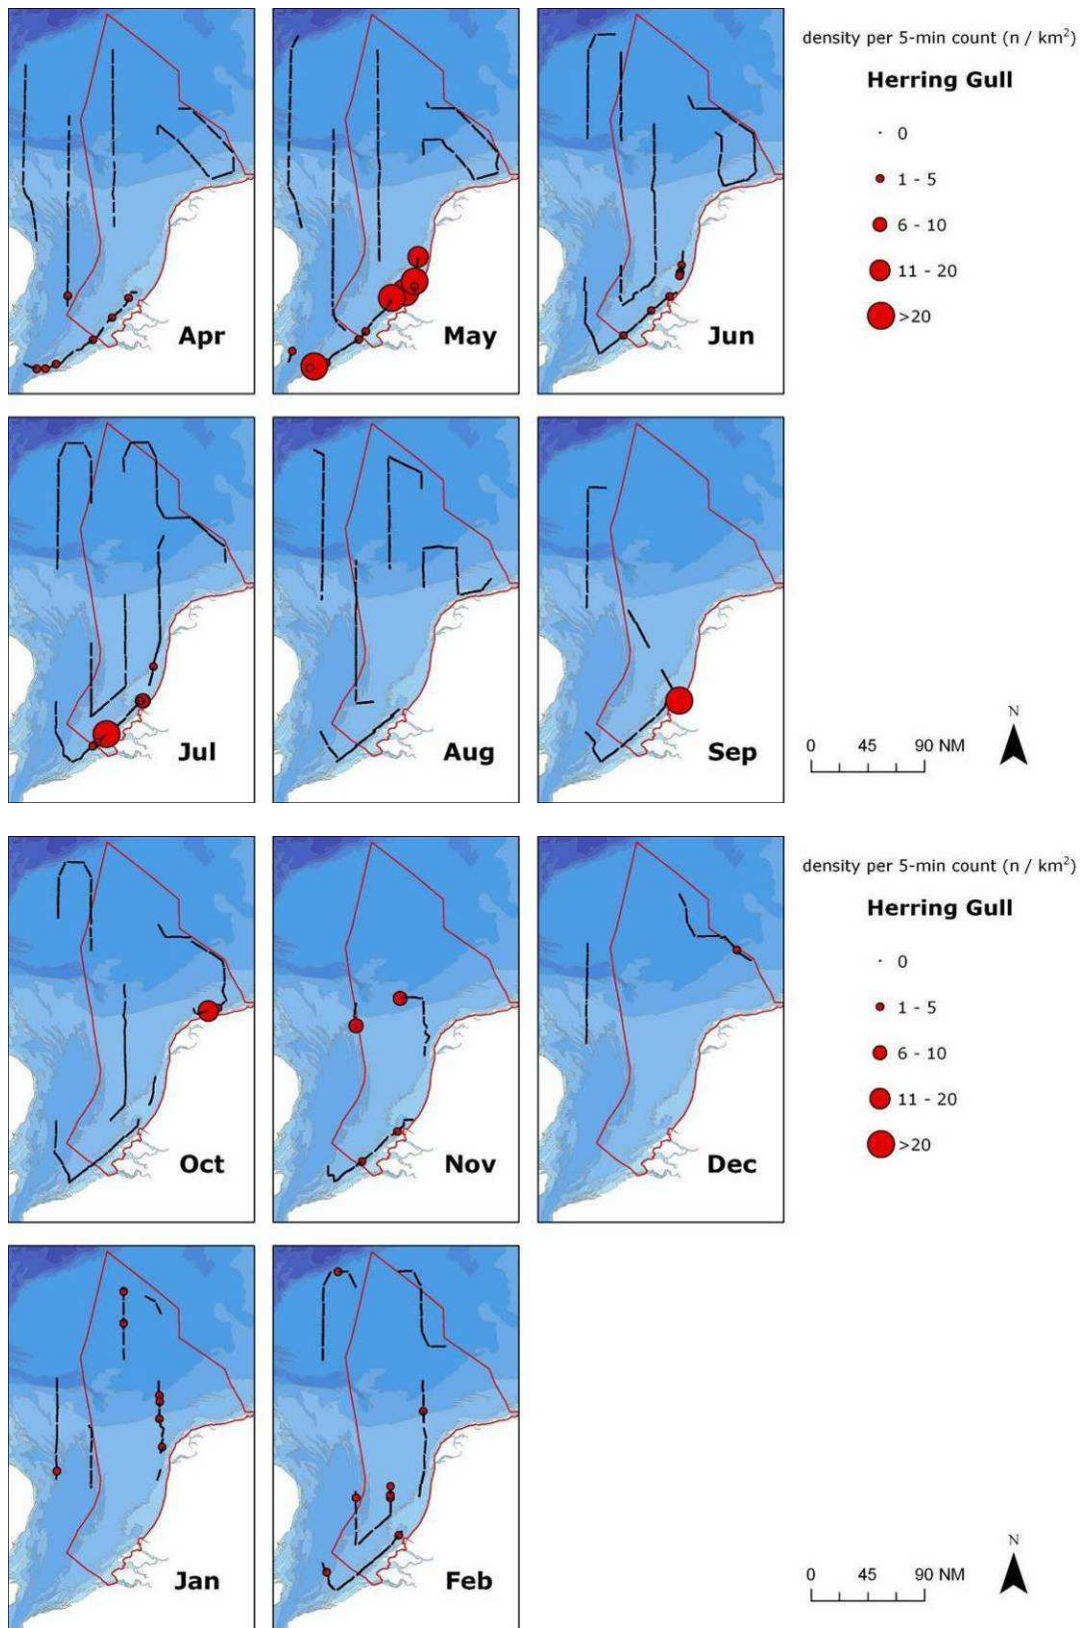 density per 5-min count (n / km²)
Herring Gull
· 0
1 - 5
6 - 10
11 - 20
>20
Apr
May
Jun
Jul
Aug
Sep
N
0 45 90 NM
density per 5-min count (n / km²)
Herring Gull
· 0
1 - 5
6 - 10
11 - 20
>20
Oct
Nov
Dec
Jan
Feb
N
0 45 90 NM